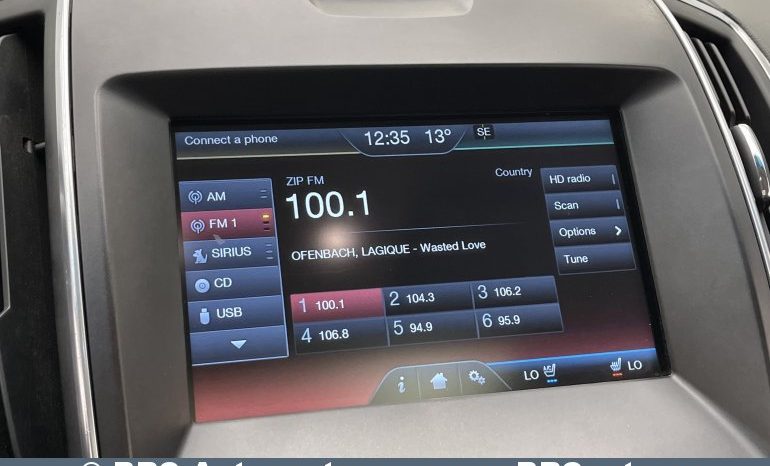 Connect a phone
12:35 13° SE
AM
FM 1
SIRIUS
CD
USB
ZIP FM
Country
100.1
OFENBACH, LAGIQUE - Wasted Love
1 100.1
2 104.3
3 106.2
4 106.8
5 94.9
6 95.9
HD radio
Scan
Options
Tune
i
LO
LO